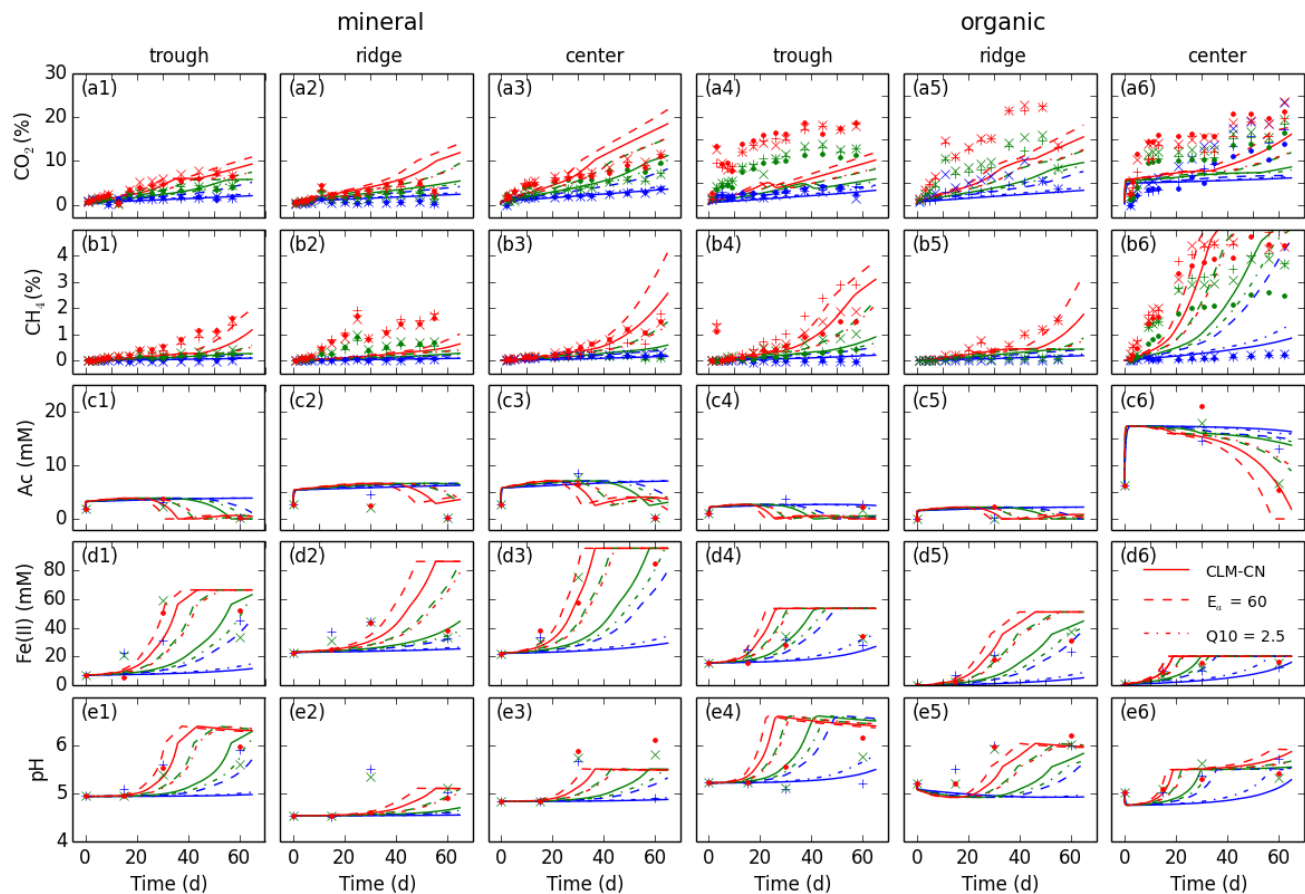 mineral organic
trough ridge center trough ridge center
30
20
10
0
CO₂ (%)
(a1) (a2) (a3) (a4) (a5) (a6)
4
3
2
1
0
CH₄ (%)
(b1) (b2) (b3) (b4) (b5) (b6)
20
10
0
Ac (mM)
(c1) (c2) (c3) (c4) (c5) (c6)
80
60
40
20
0
Fe(II) (mM)
(d1) (d2) (d3) (d4) (d5) (d6)
CLM-CN
Eₐ = 60
Q10 = 2.5
6
5
4
pH
(e1) (e2) (e3) (e4) (e5) (e6)
0 20 40 60 0 20 40 60 0 20 40 60 0 20 40 60 0 20 40 60 0 20 40 60
Time (d) Time (d) Time (d) Time (d) Time (d) Time (d)